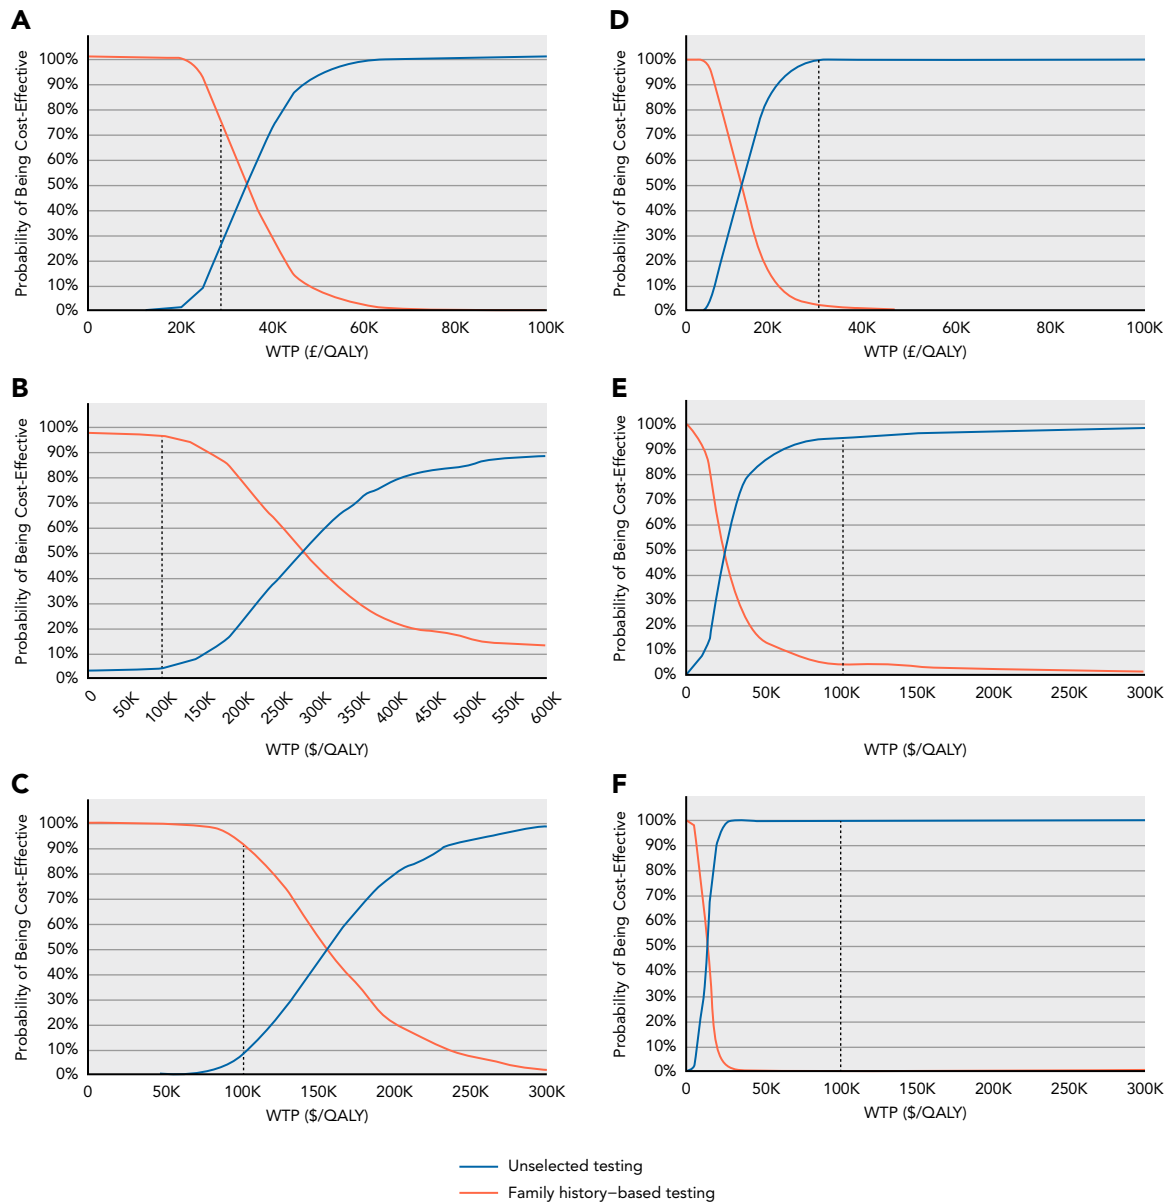 A
Probability of Being Cost-Effective
100%
90%
80%
70%
60%
50%
40%
30%
20%
10%
0%
0 20K 40K 60K 80K 100K
WTP (£/QALY)
D
Probability of Being Cost-Effective
100%
90%
80%
70%
60%
50%
40%
30%
20%
10%
0%
0 20K 40K 60K 80K 100K
WTP (£/QALY)
B
Probability of Being Cost-Effective
100%
90%
80%
70%
60%
50%
40%
30%
20%
10%
0%
0 50K 100K 150K 200K 250K 300K 350K 400K 450K 500K 550K 600K
WTP ($/QALY)
E
Probability of Being Cost-Effective
100%
90%
80%
70%
60%
50%
40%
30%
20%
10%
0%
0 50K 100K 150K 200K 250K 300K
WTP ($/QALY)
C
Probability of Being Cost-Effective
100%
90%
80%
70%
60%
50%
40%
30%
20%
10%
0%
0 50K 100K 150K 200K 250K 300K
WTP ($/QALY)
F
Probability of Being Cost-Effective
100%
90%
80%
70%
60%
50%
40%
30%
20%
10%
0%
0 50K 100K 150K 200K 250K 300K
WTP ($/QALY)
Unselected testing
Family history–based testing